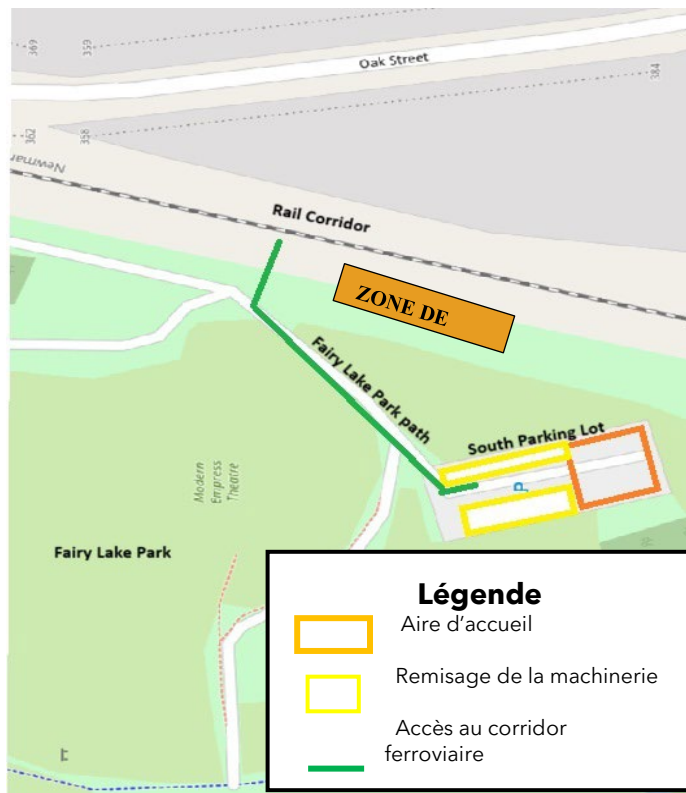 369
359
Oak Street
384
362
358
Newmar
Rail Corridor
ZONE DE
Fairy Lake Park path
South Parking Lot
P
Modern
Empress
Theatre
Fairy Lake Park
Légende
Aire d’accueil
Remisage de la machinerie
Accès au corridor
ferroviaire